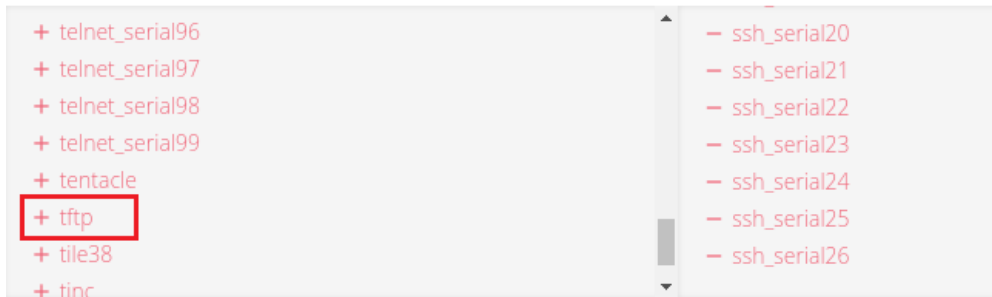 + telnet_serial96
+ telnet_serial97
+ telnet_serial98
+ telnet_serial99
+ tentacle
+ tftp
+ tile38
+ tinc
− ssh_serial20
− ssh_serial21
− ssh_serial22
− ssh_serial23
− ssh_serial24
− ssh_serial25
− ssh_serial26